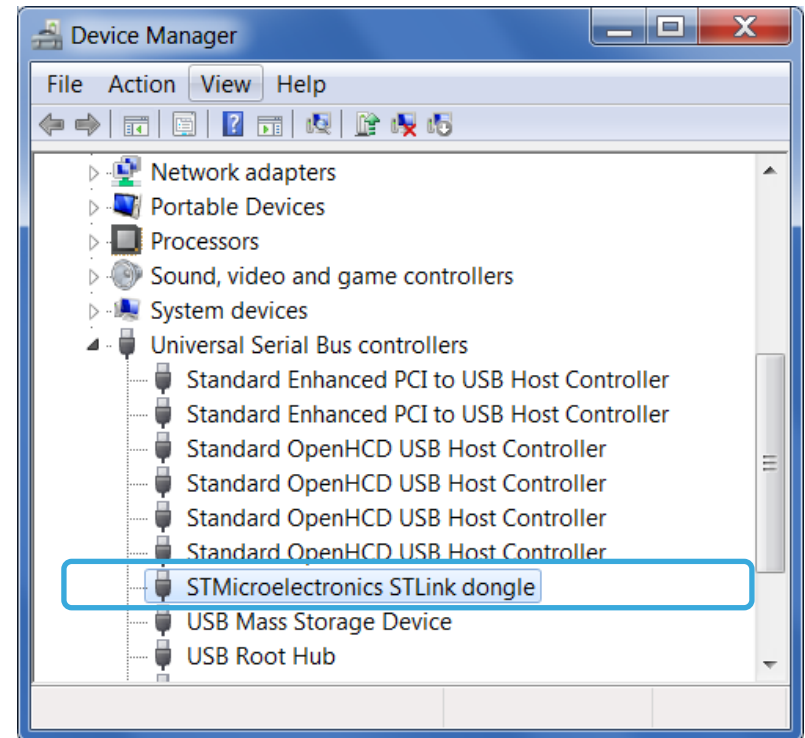 Device Manager
File Action View Help
Network adapters
Portable Devices
Processors
Sound, video and game controllers
System devices
Universal Serial Bus controllers
Standard Enhanced PCI to USB Host Controller
Standard Enhanced PCI to USB Host Controller
Standard OpenHCD USB Host Controller
Standard OpenHCD USB Host Controller
Standard OpenHCD USB Host Controller
Standard OpenHCD USB Host Controller
STMicroelectronics STLink dongle
USB Mass Storage Device
USB Root Hub